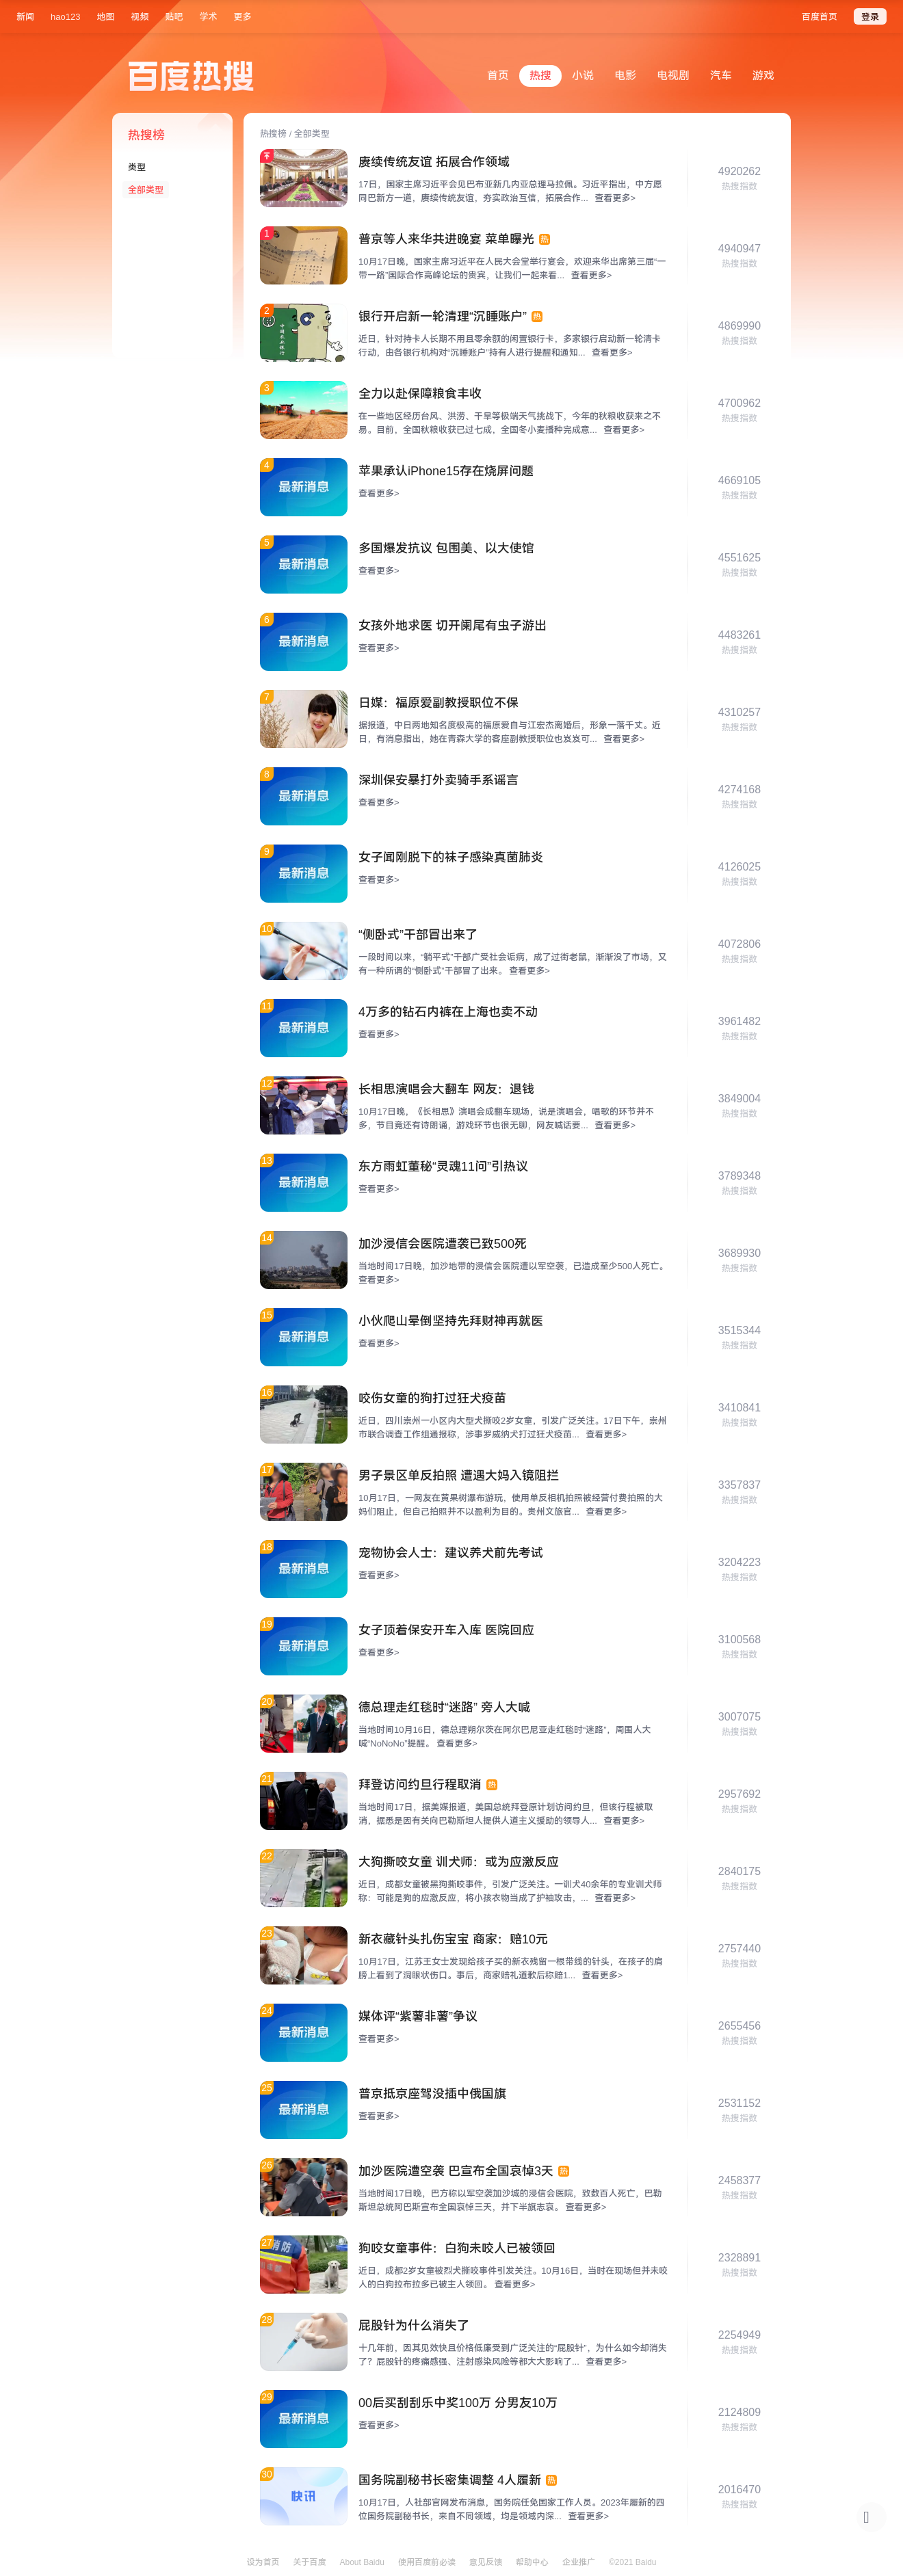 新闻 hao123 地图 视频 贴吧 学术 更多 百度首页 登录
百度热搜 首页 热搜 小说 电影 电视剧 汽车 游戏
热搜榜
类型
全部类型
热搜榜 / 全部类型
赓续传统友谊 拓展合作领域
17日，国家主席习近平会见巴布亚新几内亚总理马拉佩。习近平指出，中方愿
同巴新方一道，赓续传统友谊，夯实政治互信，拓展合作... 查看更多>
4920262
热搜指数
1
普京等人来华共进晚宴 菜单曝光 热
10月17日晚，国家主席习近平在人民大会堂举行宴会，欢迎来华出席第三届“一
带一路”国际合作高峰论坛的贵宾，让我们一起来看... 查看更多>
4940947
热搜指数
2
银行开启新一轮清理“沉睡账户” 热
近日，针对持卡人长期不用且零余额的闲置银行卡，多家银行启动新一轮清卡
行动，由各银行机构对“沉睡账户”持有人进行提醒和通知... 查看更多>
4869990
热搜指数
3
全力以赴保障粮食丰收
在一些地区经历台风、洪涝、干旱等极端天气挑战下，今年的秋粮收获来之不
易。目前，全国秋粮收获已过七成，全国冬小麦播种完成意... 查看更多>
4700962
热搜指数
4
最新消息
苹果承认iPhone15存在烧屏问题
查看更多>
4669105
热搜指数
5
最新消息
多国爆发抗议 包围美、以大使馆
查看更多>
4551625
热搜指数
6
最新消息
女孩外地求医 切开阑尾有虫子游出
查看更多>
4483261
热搜指数
7
日媒：福原爱副教授职位不保
据报道，中日两地知名度极高的福原爱自与江宏杰离婚后，形象一落千丈。近
日，有消息指出，她在青森大学的客座副教授职位也岌岌可... 查看更多>
4310257
热搜指数
8
最新消息
深圳保安暴打外卖骑手系谣言
查看更多>
4274168
热搜指数
9
最新消息
女子闻刚脱下的袜子感染真菌肺炎
查看更多>
4126025
热搜指数
10
“侧卧式”干部冒出来了
一段时间以来，“躺平式”干部广受社会诟病，成了过街老鼠，渐渐没了市场，又
有一种所谓的“侧卧式”干部冒了出来。 查看更多>
4072806
热搜指数
11
最新消息
4万多的钻石内裤在上海也卖不动
查看更多>
3961482
热搜指数
12
长相思演唱会大翻车 网友：退钱
10月17日晚，《长相思》演唱会成翻车现场，说是演唱会，唱歌的环节并不
多，节目竟还有诗朗诵，游戏环节也很无聊，网友喊话要... 查看更多>
3849004
热搜指数
13
最新消息
东方雨虹董秘“灵魂11问”引热议
查看更多>
3789348
热搜指数
14
加沙浸信会医院遭袭已致500死
当地时间17日晚，加沙地带的浸信会医院遭以军空袭，已造成至少500人死亡。
查看更多>
3689930
热搜指数
15
最新消息
小伙爬山晕倒坚持先拜财神再就医
查看更多>
3515344
热搜指数
16
咬伤女童的狗打过狂犬疫苗
近日，四川崇州一小区内大型犬撕咬2岁女童，引发广泛关注。17日下午，崇州
市联合调查工作组通报称，涉事罗威纳犬打过狂犬疫苗... 查看更多>
3410841
热搜指数
17
男子景区单反拍照 遭遇大妈入镜阻拦
10月17日，一网友在黄果树瀑布游玩，使用单反相机拍照被经营付费拍照的大
妈们阻止，但自己拍照并不以盈利为目的。贵州文旅官... 查看更多>
3357837
热搜指数
18
最新消息
宠物协会人士：建议养犬前先考试
查看更多>
3204223
热搜指数
19
最新消息
女子顶着保安开车入库 医院回应
查看更多>
3100568
热搜指数
20
德总理走红毯时“迷路” 旁人大喊
当地时间10月16日，德总理朔尔茨在阿尔巴尼亚走红毯时“迷路”，周围人大
喊“NoNoNo”提醒。 查看更多>
3007075
热搜指数
21
拜登访问约旦行程取消 热
当地时间17日，据美媒报道，美国总统拜登原计划访问约旦，但该行程被取
消，据悉是因有关向巴勒斯坦人提供人道主义援助的领导人... 查看更多>
2957692
热搜指数
22
大狗撕咬女童 训犬师：或为应激反应
近日，成都女童被黑狗撕咬事件，引发广泛关注。一训犬40余年的专业训犬师
称：可能是狗的应激反应，将小孩衣物当成了护袖攻击，... 查看更多>
2840175
热搜指数
23
新衣藏针头扎伤宝宝 商家：赔10元
10月17日，江苏王女士发现给孩子买的新衣残留一根带线的针头，在孩子的肩
膀上看到了洞眼状伤口。事后，商家赔礼道歉后称赔1... 查看更多>
2757440
热搜指数
24
最新消息
媒体评“紫薯非薯”争议
查看更多>
2655456
热搜指数
25
最新消息
普京抵京座驾没插中俄国旗
查看更多>
2531152
热搜指数
26
加沙医院遭空袭 巴宣布全国哀悼3天 热
当地时间17日晚，巴方称以军空袭加沙城的浸信会医院，致数百人死亡，巴勒
斯坦总统阿巴斯宣布全国哀悼三天，并下半旗志哀。 查看更多>
2458377
热搜指数
27
狗咬女童事件：白狗未咬人已被领回
近日，成都2岁女童被烈犬撕咬事件引发关注。10月16日，当时在现场但并未咬
人的白狗拉布拉多已被主人领回。 查看更多>
2328891
热搜指数
28
屁股针为什么消失了
十几年前，因其见效快且价格低廉受到广泛关注的“屁股针”，为什么如今却消失
了？屁股针的疼痛感强、注射感染风险等都大大影响了... 查看更多>
2254949
热搜指数
29
最新消息
00后买刮刮乐中奖100万 分男友10万
查看更多>
2124809
热搜指数
30
快讯
国务院副秘书长密集调整 4人履新 热
10月17日，人社部官网发布消息，国务院任免国家工作人员。2023年履新的四
位国务院副秘书长，来自不同领域，均是领域内深... 查看更多>
2016470
热搜指数
设为首页 关于百度 About Baidu 使用百度前必读 意见反馈 帮助中心 企业推广 ©2021 Baidu